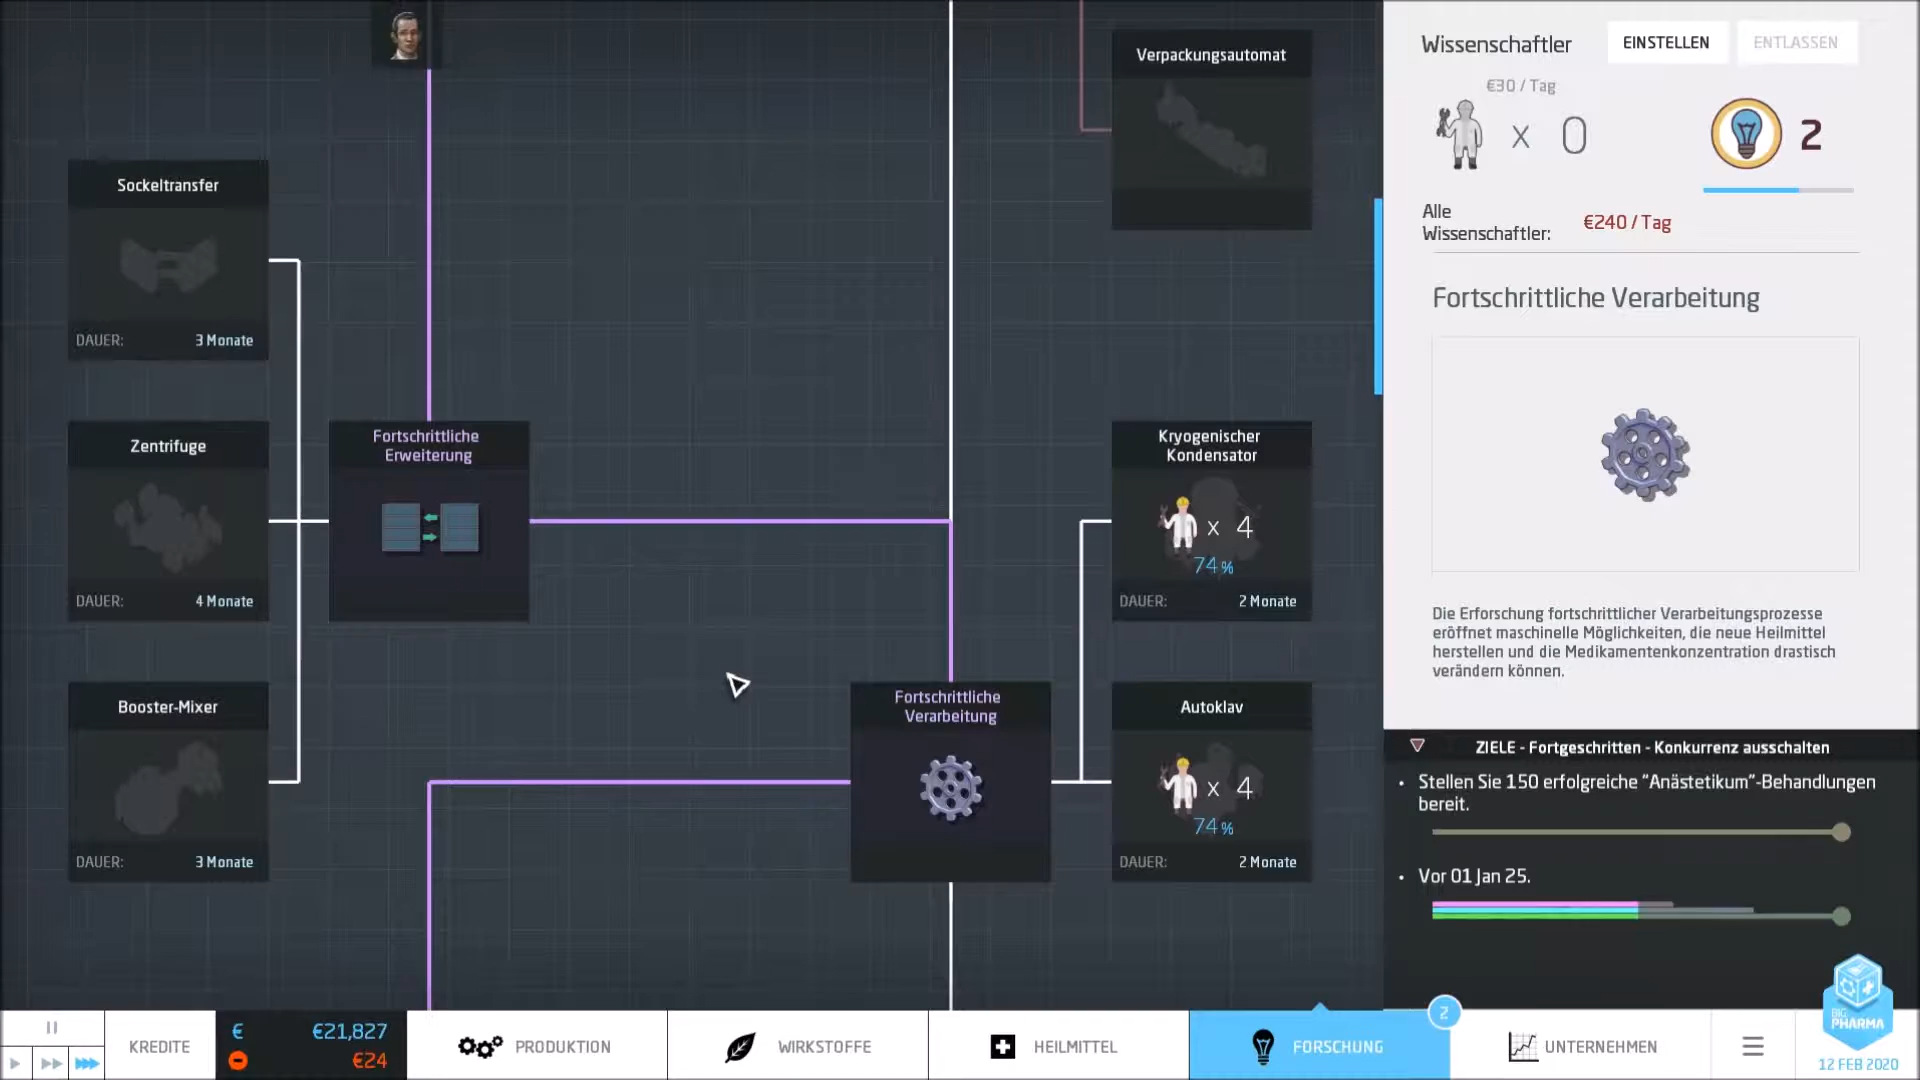 Verpackungsautomat
Sockeltransfer
DAUER: 3 Monate
Zentrifuge
DAUER: 4 Monate
Fortschrittliche
Erweiterung
Booster-Mixer
DAUER: 3 Monate
Kryogenischer
Kondensator
x 4
74%
DAUER: 2 Monate
Fortschrittliche
Verarbeitung
Autoklav
x 4
74%
DAUER: 2 Monate
Wissenschaftler
EINSTELLEN
ENTLASSEN
€30 / Tag
x 0
2
Alle
Wissenschaftler:
€240 / Tag
Fortschrittliche Verarbeitung
Die Erforschung fortschrittlicher Verarbeitungsprozesse
eröffnet maschinelle Möglichkeiten, die neue Heilmittel
herstellen und die Medikamentenkonzentration drastisch
verändern können.
ZIELE - Fortgeschritten - Konkurrenz ausschalten
• Stellen Sie 150 erfolgreiche "Anästetikum"-Behandlungen
bereit.
• Vor 01 Jan 25.
KREDITE
€ €21,827
€24
PRODUKTION
WIRKSTOFFE
HEILMITTEL
FORSCHUNG
2
UNTERNEHMEN
BIG
PHARMA
12 FEB 2020